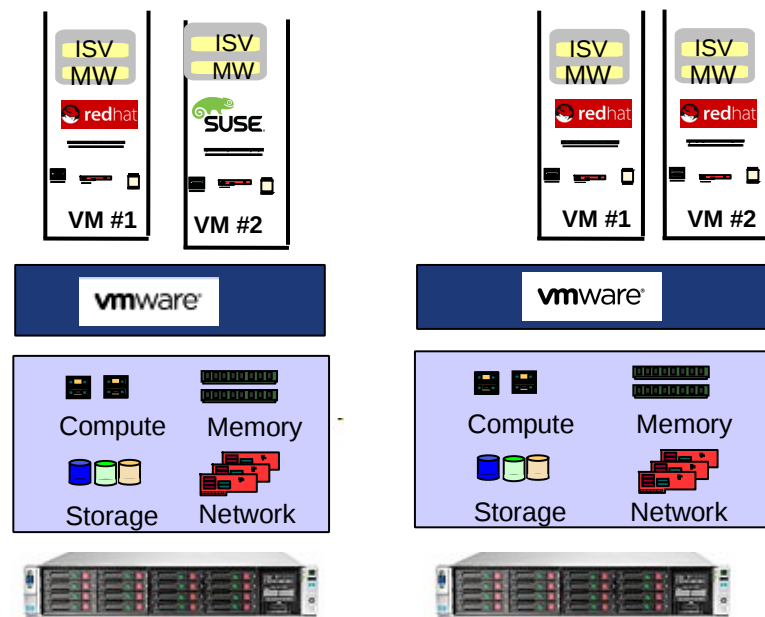 ISV
MW
redhat
VM #1
ISV
MW
SUSE
VM #2
ISV
MW
redhat
VM #1
ISV
MW
redhat
VM #2
vmware
vmware
Compute
Memory
Storage
Network
Compute
Memory
Storage
Network